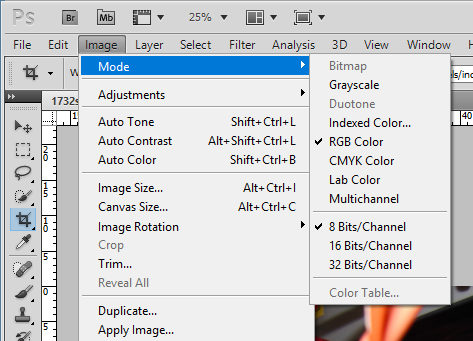 Ps Br Mb 25%
Edit Image Layer Select Filter Analysis 3D View Window
Mode
Adjustments
Auto Tone Shift+Ctrl+L
Auto Contrast Alt+Shift+Ctrl+L
Auto Color Shift+Ctrl+B
Image Size... Alt+Ctrl+I
Canvas Size... Alt+Ctrl+C
Image Rotation
Crop
Trim...
Reveal All
Duplicate...
Apply Image...
Bitmap
Grayscale
Duotone
Indexed Color...
RGB Color
CMYK Color
Lab Color
Multichannel
8 Bits/Channel
16 Bits/Channel
32 Bits/Channel
Color Table...
W
els/inc
1732s
40